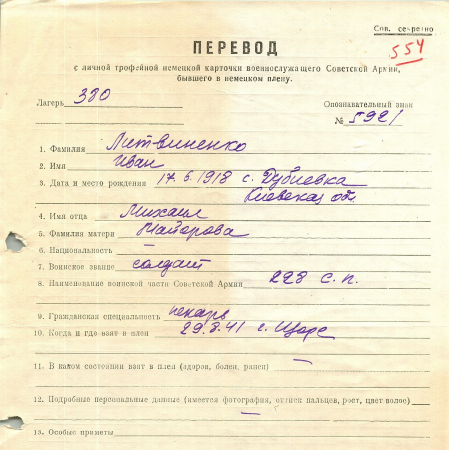 Сов. секретно
554
ПЕРЕВОД
с личной трофейной немецкой карточки военнослужащего Советской Армии,
бывшего в немецком плену.
Лагерь 380
Опознавательный знак
№ 5921
1. Фамилия Литвиненко
2. Имя Иван
3. Дата и место рождения 17.6.1918 с. Дубиевка
Киевская об.
4. Имя отца Михаил
5. Фамилия матери Майорова
6. Национальность —
7. Воинское звание солдат
8. Наименование воинской части Советской Армии 228 с.п.
9. Гражданская специальность пекарь
10. Когда и где взят в плен 29.8.41 г.
11. В каком состоянии взят в плен (здоров, болен, ранен) —
12. Подробные персональные данные (имеется фотография, оттиск пальцев, рост, цвет волос) —
13. Особые приметы